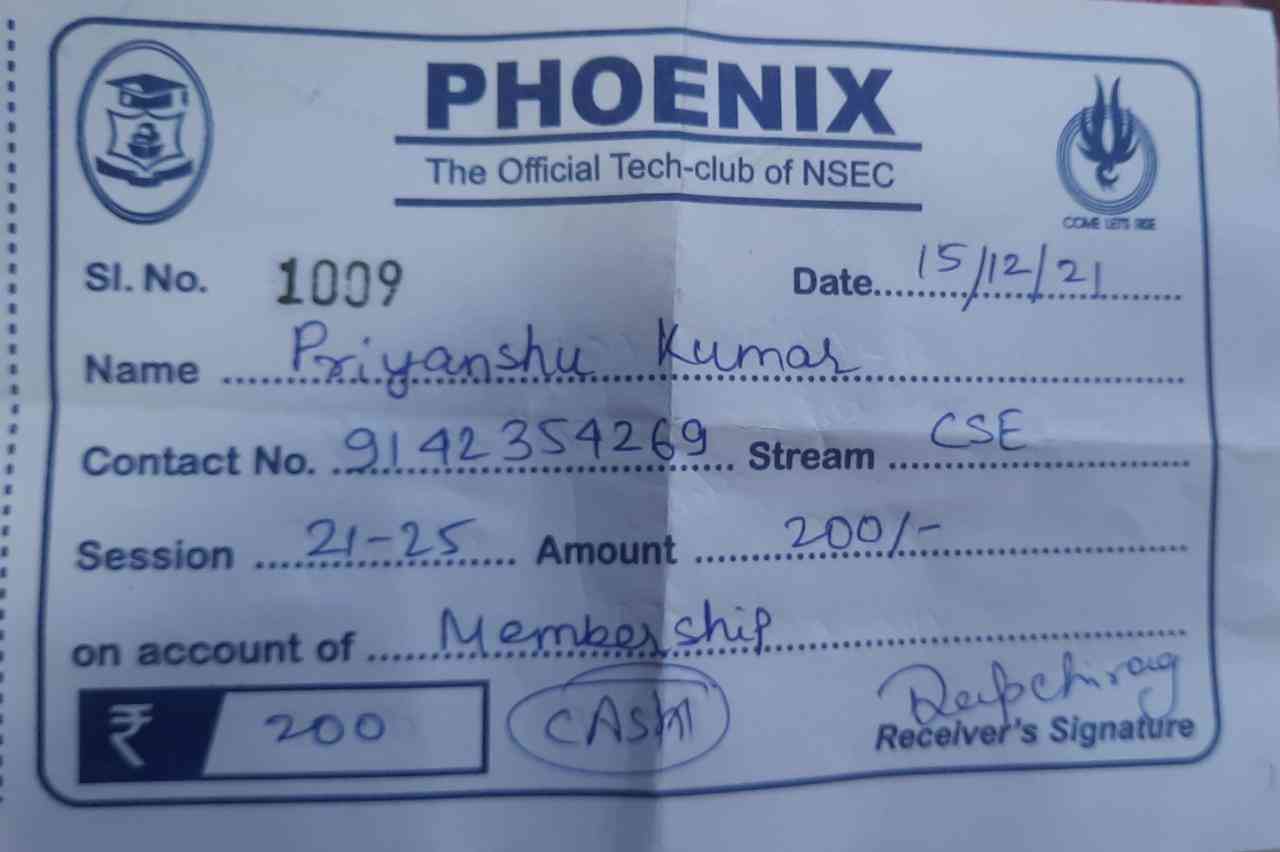 PHOENIX
The Official Tech-club of NSEC
COME LETS RISE
Sl. No. 1009 Date 15/12/21
Name Priyanshu Kumar
Contact No. 9142354269 Stream CSE
Session 21-25 Amount 200/-
on account of Membership
₹ 200 CASH
Receiver's Signature